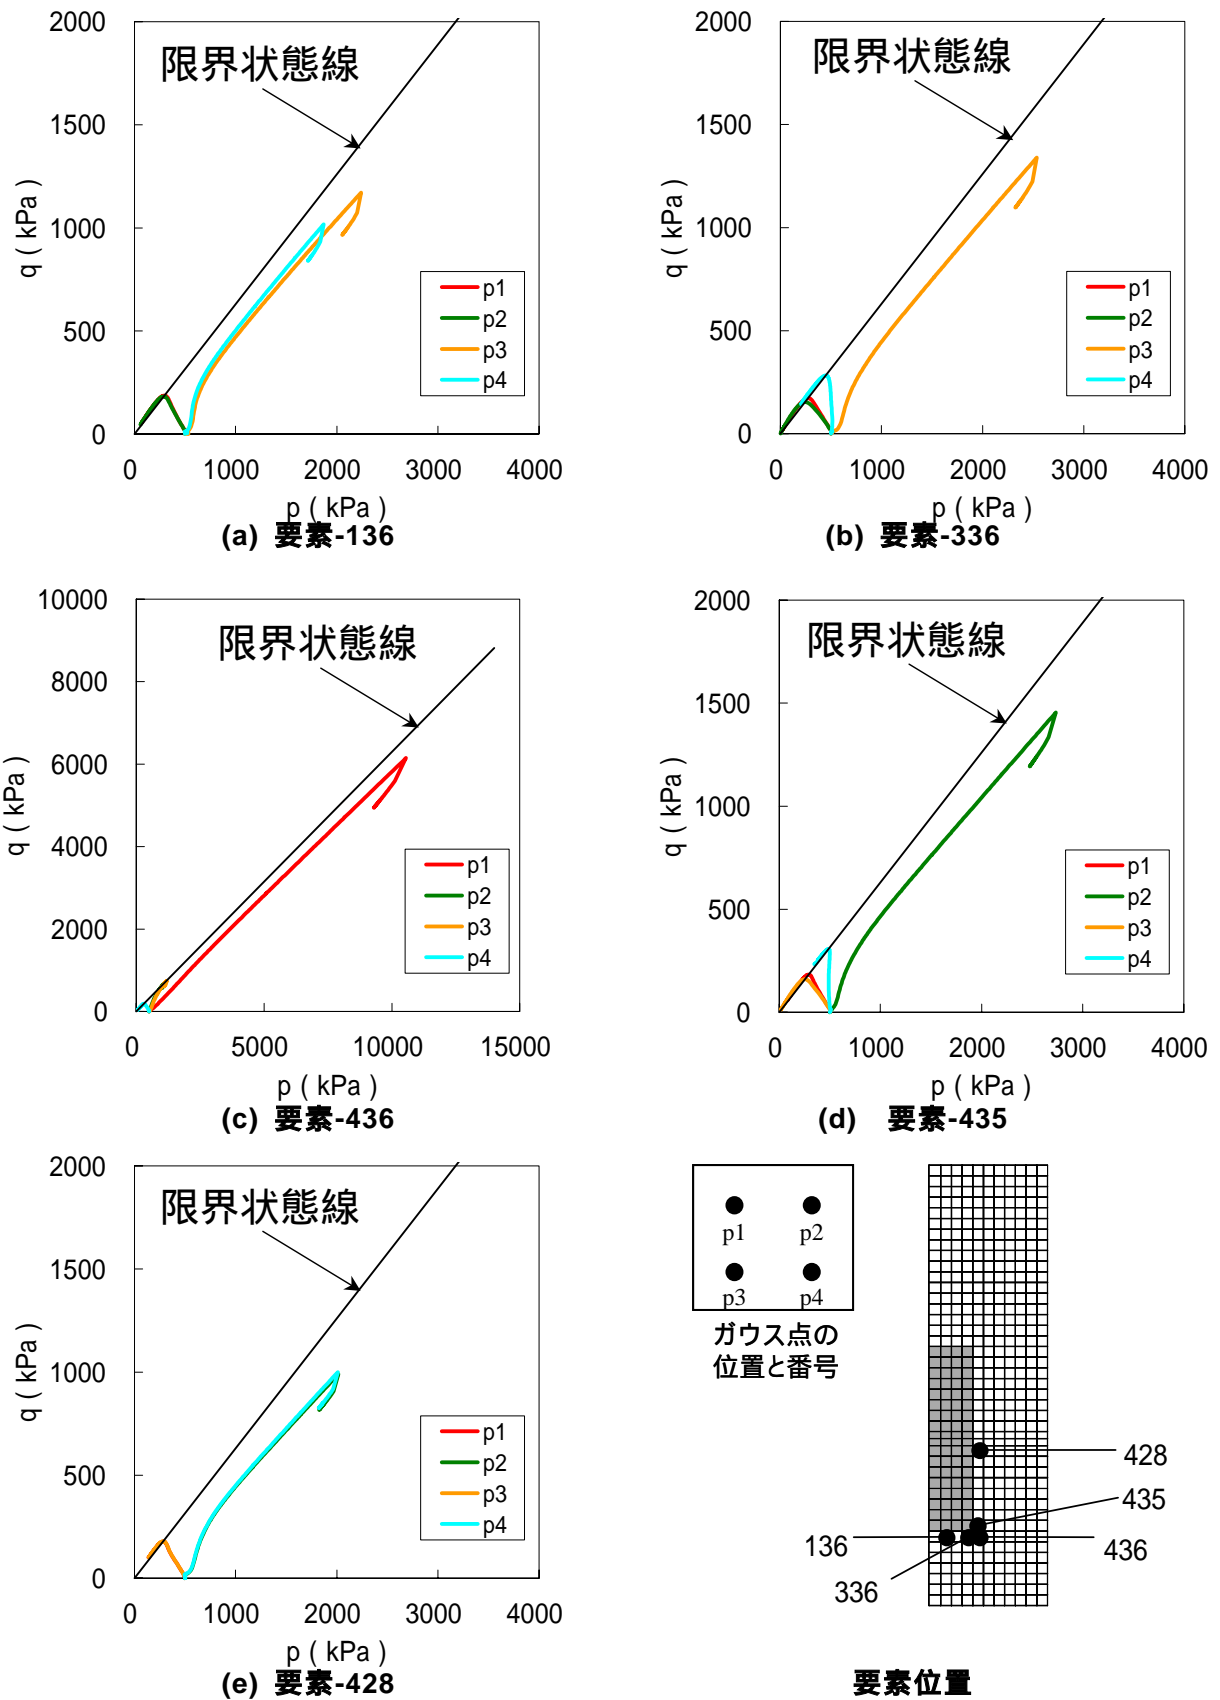 限界状態線
q ( kPa )
2000
1500
1000
500
0
p1
p2
p3
p4
0 1000 2000 3000 4000
p ( kPa )
(a) 要素-136
限界状態線
q ( kPa )
2000
1500
1000
500
0
p1
p2
p3
p4
0 1000 2000 3000 4000
p ( kPa )
(b) 要素-336
限界状態線
q ( kPa )
10000
8000
6000
4000
2000
0
p1
p2
p3
p4
0 5000 10000 15000
p ( kPa )
(c) 要素-436
限界状態線
q ( kPa )
2000
1500
1000
500
0
p1
p2
p3
p4
0 1000 2000 3000 4000
p ( kPa )
(d) 要素-435
限界状態線
q ( kPa )
2000
1500
1000
500
0
p1
p2
p3
p4
0 1000 2000 3000 4000
p ( kPa )
(e) 要素-428
p1 p2
p3 p4
ガウス点の
位置と番号
428
435
136
436
336
要素位置